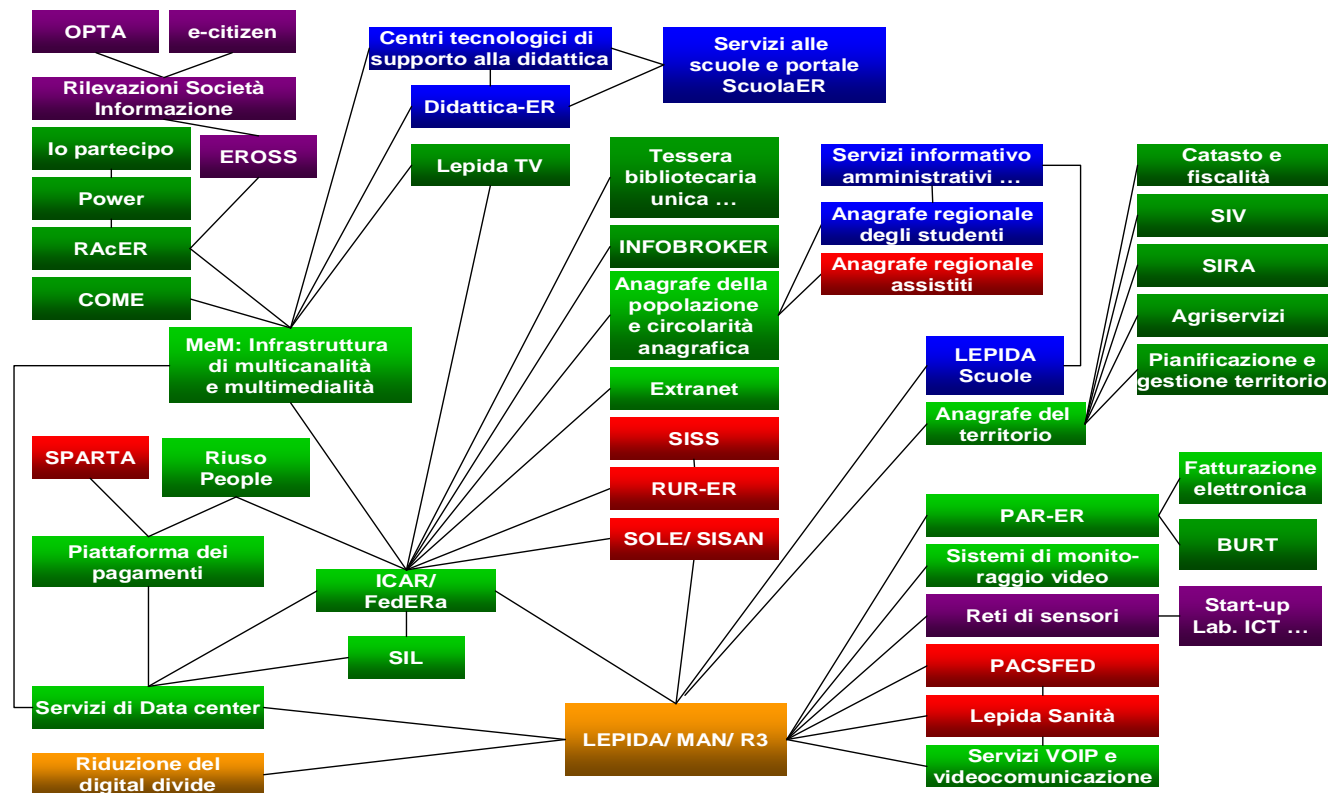 OPTA
e-citizen
Rilevazioni Società
Informazione
Io partecipo
EROSS
Power
RAcER
COME
MeM: Infrastruttura
di multicanalità
e multimedialità
Centri tecnologici di
supporto alla didattica
Didattica-ER
Servizi alle
scuole e portale
ScuolaER
Lepida TV
Tessera
bibliotecaria
unica …
INFOBROKER
Anagrafe della
popolazione
e circolarità
anagrafica
Extranet
SISS
RUR-ER
SOLE/ SISAN
Servizi informativo
amministrativi …
Anagrafe regionale
degli studenti
Anagrafe regionale
assistiti
LEPIDA
Scuole
Anagrafe del
territorio
Catasto e
fiscalità
SIV
SIRA
Agriservizi
Pianificazione e
gestione territorio
SPARTA
Riuso
People
Piattaforma dei
pagamenti
ICAR/
FedERa
SIL
Servizi di Data center
Riduzione del
digital divide
LEPIDA/ MAN/ R3
PAR-ER
Fatturazione
elettronica
BURT
Sistemi di monito-
raggio video
Reti di sensori
Start-up
Lab. ICT …
PACSFED
Lepida Sanità
Servizi VOIP e
videocomunicazione